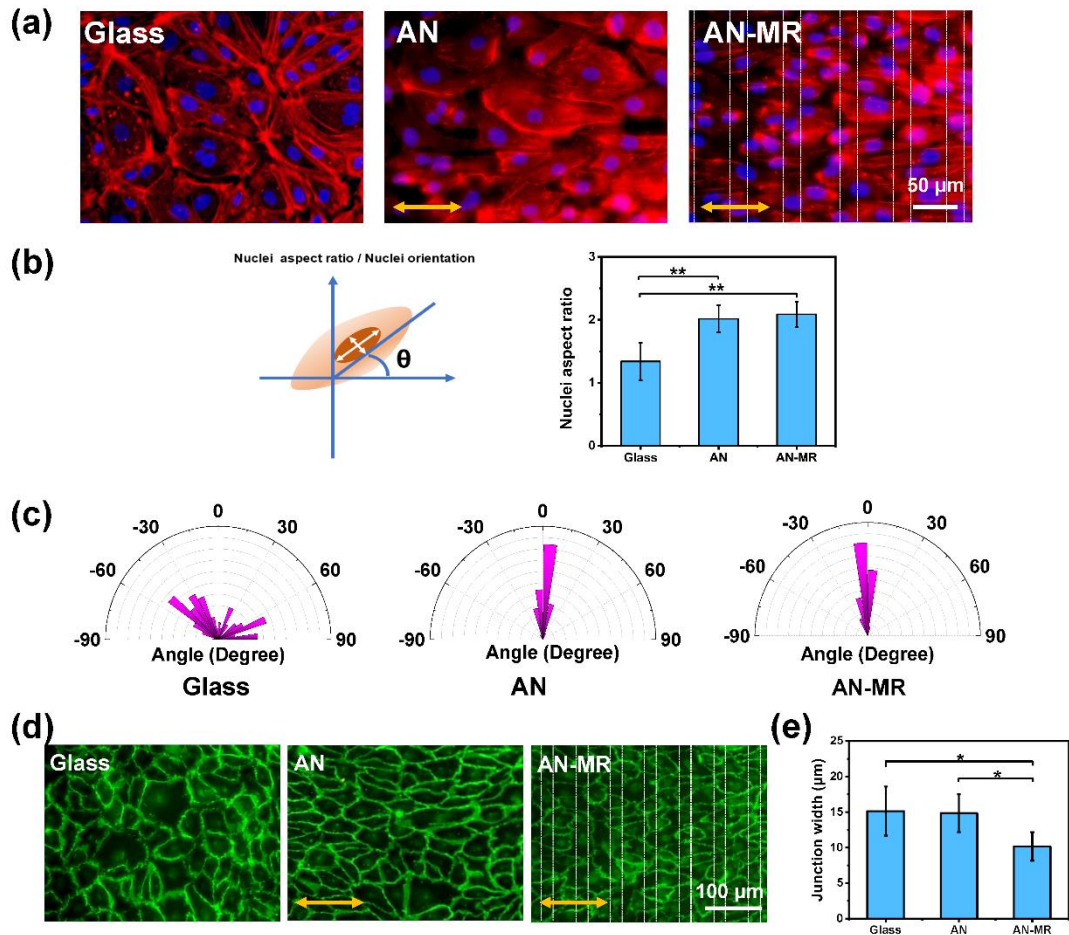 (a)
Glass
AN
AN-MR
50 µm
(b)
Nuclei aspect ratio / Nuclei orientation
θ
Nuclei aspect ratio
3
2
1
0
**
**
Glass
AN
AN-MR
(c)
-90
-60
-30
0
30
60
90
Angle (Degree)
Glass
-90
-60
-30
0
30
60
90
Angle (Degree)
AN
-90
-60
-30
0
30
60
90
Angle (Degree)
AN-MR
(d)
Glass
AN
AN-MR
100 µm
(e)
Junction width (µm)
25
20
15
10
5
0
*
*
Glass
AN
AN-MR